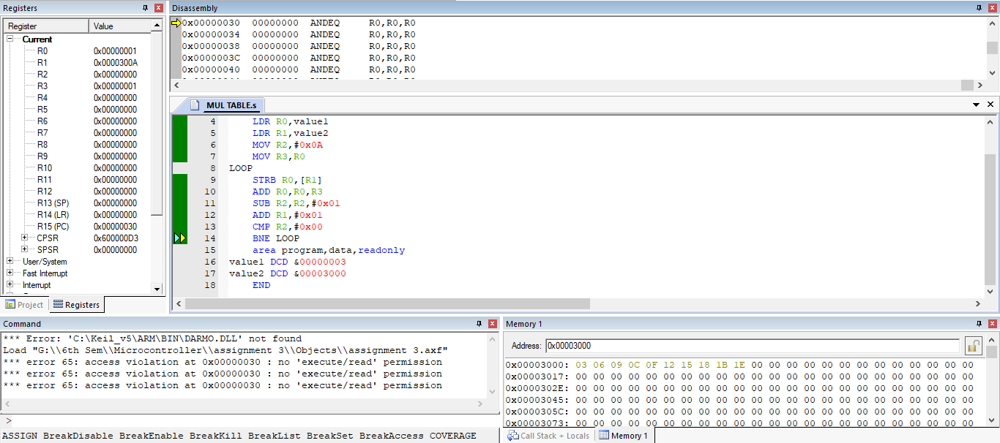 Registers
Register Value
Current
R0 0x00000001
R1 0x0000300A
R2 0x00000000
R3 0x00000001
R4 0x00000000
R5 0x00000000
R6 0x00000000
R7 0x00000000
R8 0x00000000
R9 0x00000000
R10 0x00000000
R11 0x00000000
R12 0x00000000
R13 (SP) 0x00000000
R14 (LR) 0x00000000
R15 (PC) 0x00000030
CPSR 0x600000D3
SPSR 0x00000000
User/System
Fast Interrupt
Interrupt
Project Registers
Disassembly
0x00000030 00000000 ANDEQ R0,R0,R0
0x00000034 00000000 ANDEQ R0,R0,R0
0x00000038 00000000 ANDEQ R0,R0,R0
0x0000003C 00000000 ANDEQ R0,R0,R0
0x00000040 00000000 ANDEQ R0,R0,R0
MUL TABLE.s
4 LDR R0,value1
5 LDR R1,value2
6 MOV R2,#0x0A
7 MOV R3,R0
8 LOOP
9 STRB R0,[R1]
10 ADD R0,R0,R3
11 SUB R2,R2,#0x01
12 ADD R1,#0x01
13 CMP R2,#0x00
14 BNE LOOP
15 area program,data,readonly
16 value1 DCD &00000003
17 value2 DCD &00003000
18 END
Command
*** Error: 'C:\Keil_v5\ARM\BIN\DARMO.DLL' not found
Load "G:\\6th Sem\\Microcontroller\\assignment 3\\Objects\\assignment 3.axf"
*** error 65: access violation at 0x00000030 : no 'execute/read' permission
*** error 65: access violation at 0x00000030 : no 'execute/read' permission
*** error 65: access violation at 0x00000030 : no 'execute/read' permission
>
ASSIGN BreakDisable BreakEnable BreakKill BreakList BreakSet BreakAccess COVERAGE
Memory 1
Address: 0x00003000
0x00003000: 03 06 09 0C 0F 12 15 18 1B 1E 00 00 00 00 00 00 00 00 00 00 00 00 00
0x00003017: 00 00 00 00 00 00 00 00 00 00 00 00 00 00 00 00 00 00 00 00 00 00 00
0x0000302E: 00 00 00 00 00 00 00 00 00 00 00 00 00 00 00 00 00 00 00 00 00 00 00
0x00003045: 00 00 00 00 00 00 00 00 00 00 00 00 00 00 00 00 00 00 00 00 00 00 00
0x0000305C: 00 00 00 00 00 00 00 00 00 00 00 00 00 00 00 00 00 00 00 00 00 00 00
0x00003073: 00 00 00 00 00 00 00 00 00 00 00 00 00 00 00 00 00 00 00 00 00 00 00
Call Stack + Locals Memory 1